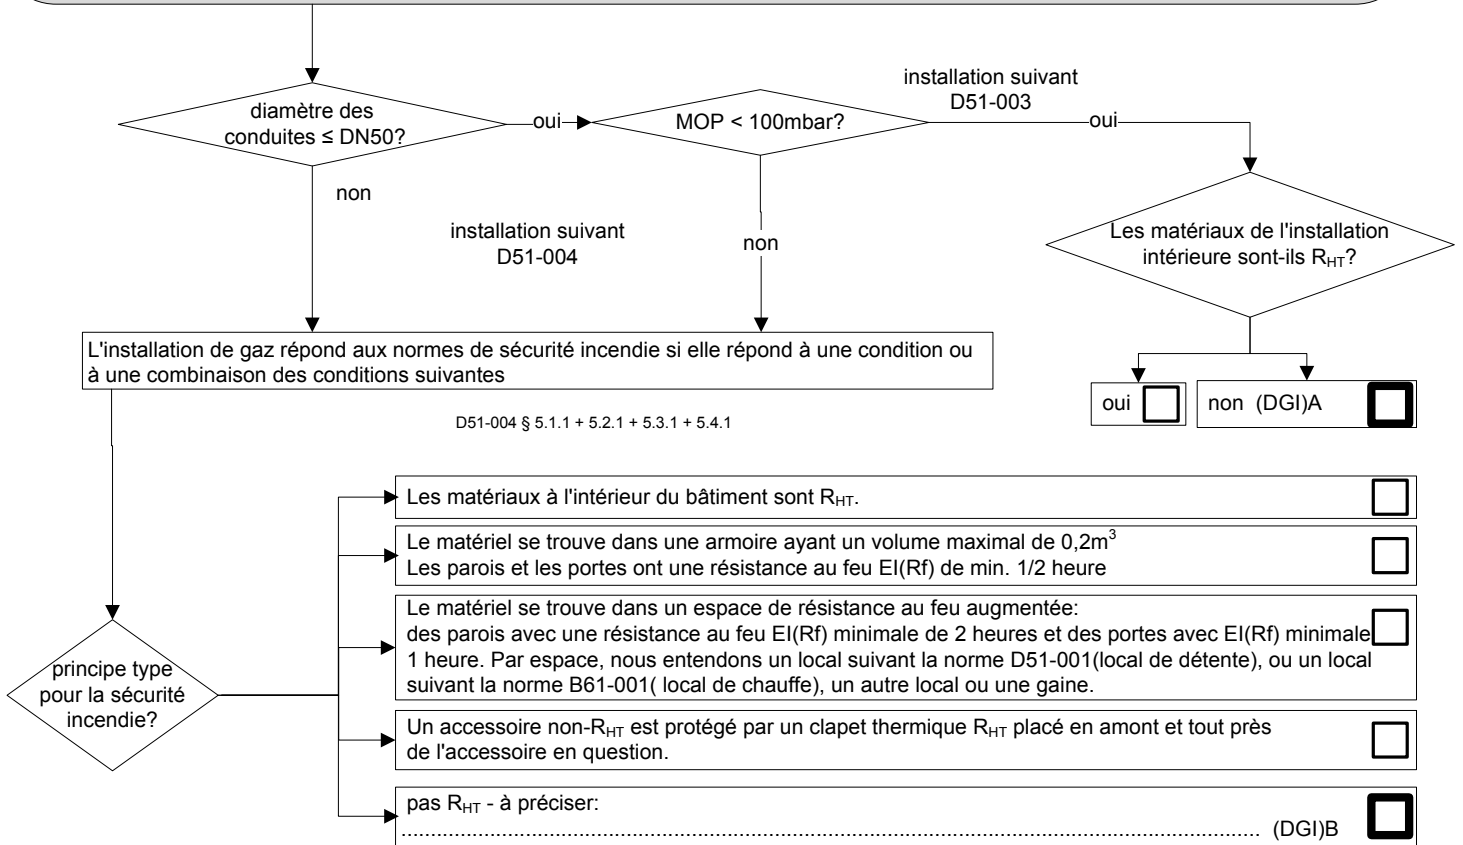 installation suivant
D51-003
diamètre des
conduites ≤ DN50?
oui
MOP < 100mbar?
oui
non
installation suivant
D51-004
non
Les matériaux de l'installation
intérieure sont-ils RHT?
L'installation de gaz répond aux normes de sécurité incendie si elle répond à une condition ou
à une combinaison des conditions suivantes
oui
non (DGI)A
D51-004 § 5.1.1 + 5.2.1 + 5.3.1 + 5.4.1
Les matériaux à l'intérieur du bâtiment sont RHT.
Le matériel se trouve dans une armoire ayant un volume maximal de 0,2m³
Les parois et les portes ont une résistance au feu EI(Rf) de min. 1/2 heure
Le matériel se trouve dans un espace de résistance au feu augmentée:
des parois avec une résistance au feu EI(Rf) minimale de 2 heures et des portes avec EI(Rf) minimale
1 heure. Par espace, nous entendons un local suivant la norme D51-001(local de détente), ou un local
suivant la norme B61-001( local de chauffe), un autre local ou une gaine.
principe type
pour la sécurité
incendie?
Un accessoire non-RHT est protégé par un clapet thermique RHT placé en amont et tout près
de l'accessoire en question.
pas RHT - à préciser:
.................................................................................................................................................. (DGI)B